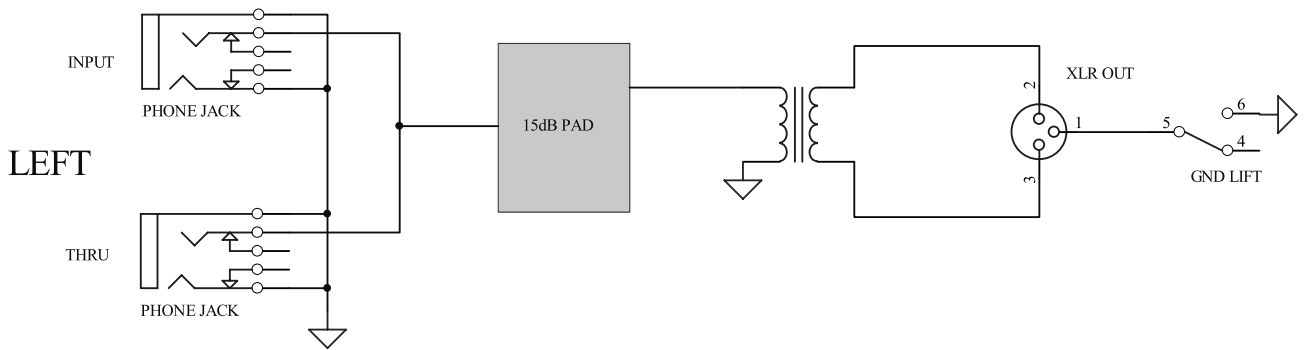 INPUT
PHONE JACK
LEFT
THRU
PHONE JACK
15dB PAD
XLR OUT
2
1
3
5
6
4
GND LIFT